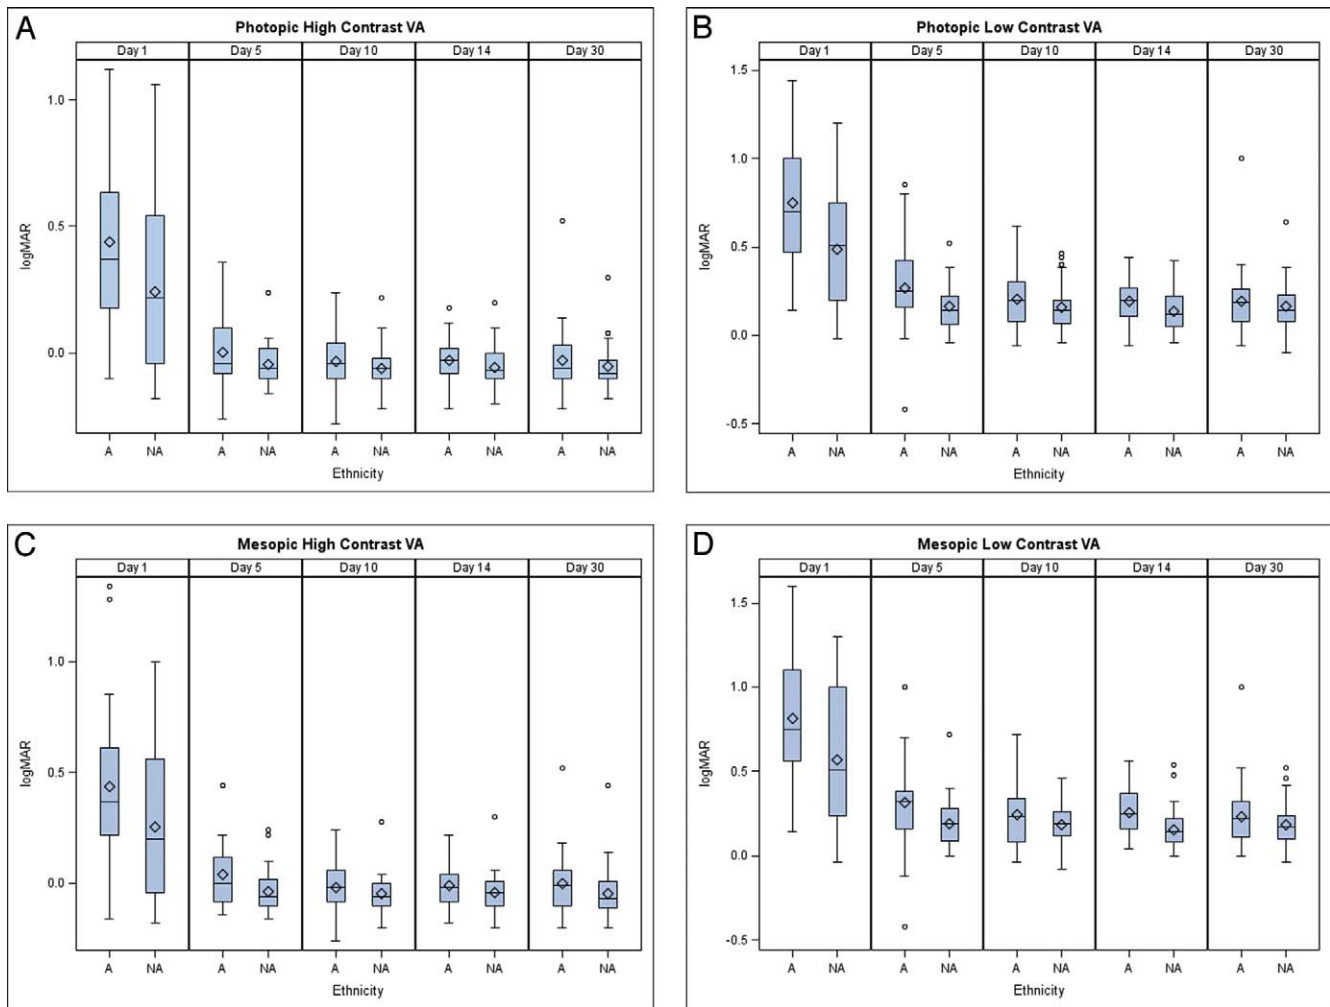 A
Photopic High Contrast VA
Day 1 Day 5 Day 10 Day 14 Day 30
1.0
0.5
0.0
logMAR
A NA A NA A NA A NA A NA
Ethnicity
B
Photopic Low Contrast VA
Day 1 Day 5 Day 10 Day 14 Day 30
1.5
1.0
0.5
0.0
-0.5
logMAR
A NA A NA A NA A NA A NA
Ethnicity
C
Mesopic High Contrast VA
Day 1 Day 5 Day 10 Day 14 Day 30
1.0
0.5
0.0
logMAR
A NA A NA A NA A NA A NA
Ethnicity
D
Mesopic Low Contrast VA
Day 1 Day 5 Day 10 Day 14 Day 30
1.5
1.0
0.5
0.0
-0.5
logMAR
A NA A NA A NA A NA A NA
Ethnicity